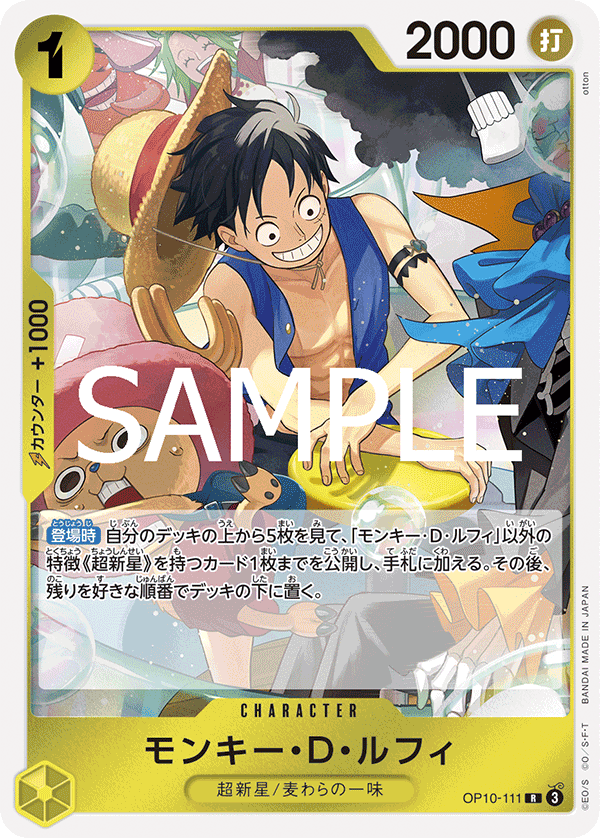 1
2000
打
otton
カウンター +1000
SAMPLE
登場時 自分のデッキの上から5枚を見て、「モンキー・D・ルフィ」以外の
特徴《超新星》を持つカード1枚までを公開し、手札に加える。その後、
残りを好きな順番でデッキの下に置く。
CHARACTER
モンキー・D・ルフィ
超新星/麦わらの一味
OP10-111 R 3
©E.O/S ©O/S・F・T BANDAI MADE IN JAPAN